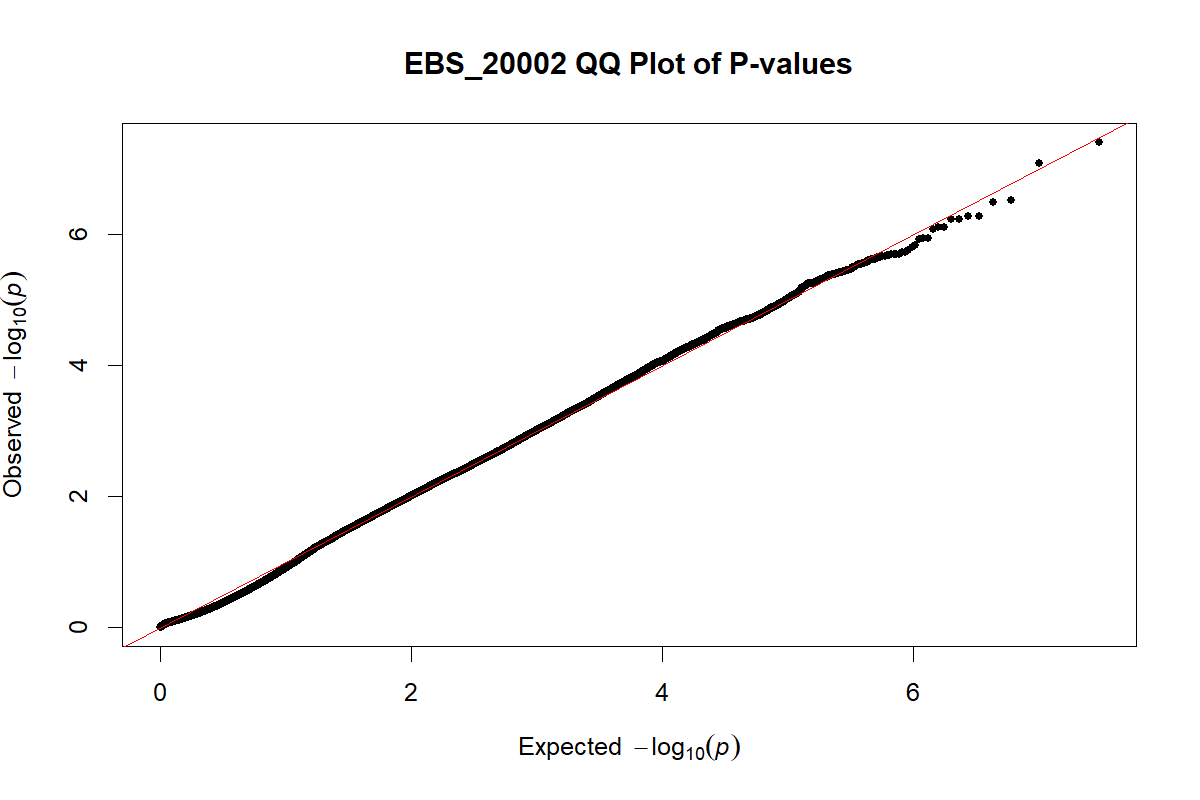 EBS_20002 QQ Plot of P-values
Observed −log10(p)
6
4
2
0
0 2 4 6
Expected −log10(p)